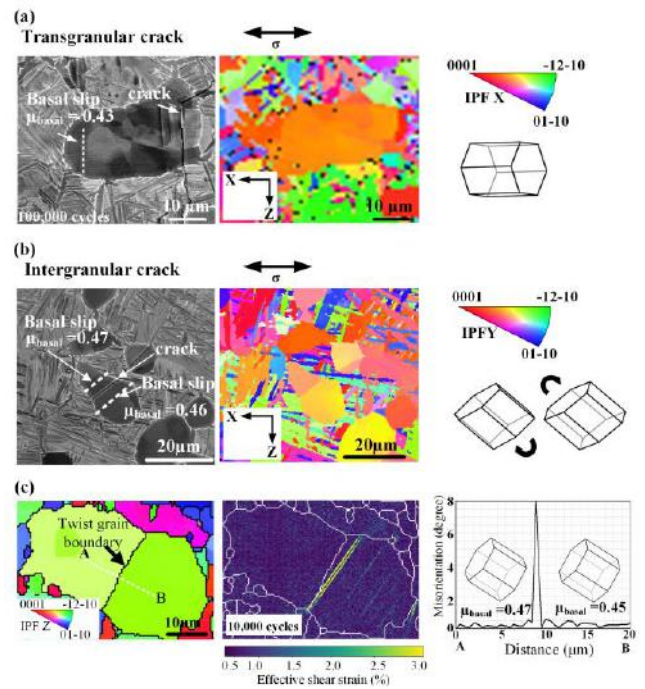 (a)
Transgranular crack
σ
Basal slip
μbasal =0.43
crack
100,000 cycles
10 μm
X
Z
10 μm
0001
-12-10
IPF X
01-10
(b)
Intergranular crack
σ
Basal slip
μbasal =0.47
crack
Basal slip
μbasal =0.46
20μm
X
Z
20μm
0001
-12-10
IPFY
01-10
(c)
Twist grain
boundary
A
B
0001
-12-10
IPF Z
01-10
10μm
10,000 cycles
0.5 1.0 1.5 2.0 2.5 3.0
Effective shear strain (%)
Misorientation (degree)
8
6
4
2
0
μbasal =0.47
μbasal =0.45
0 5 10 15 20
A
Distance (μm)
B